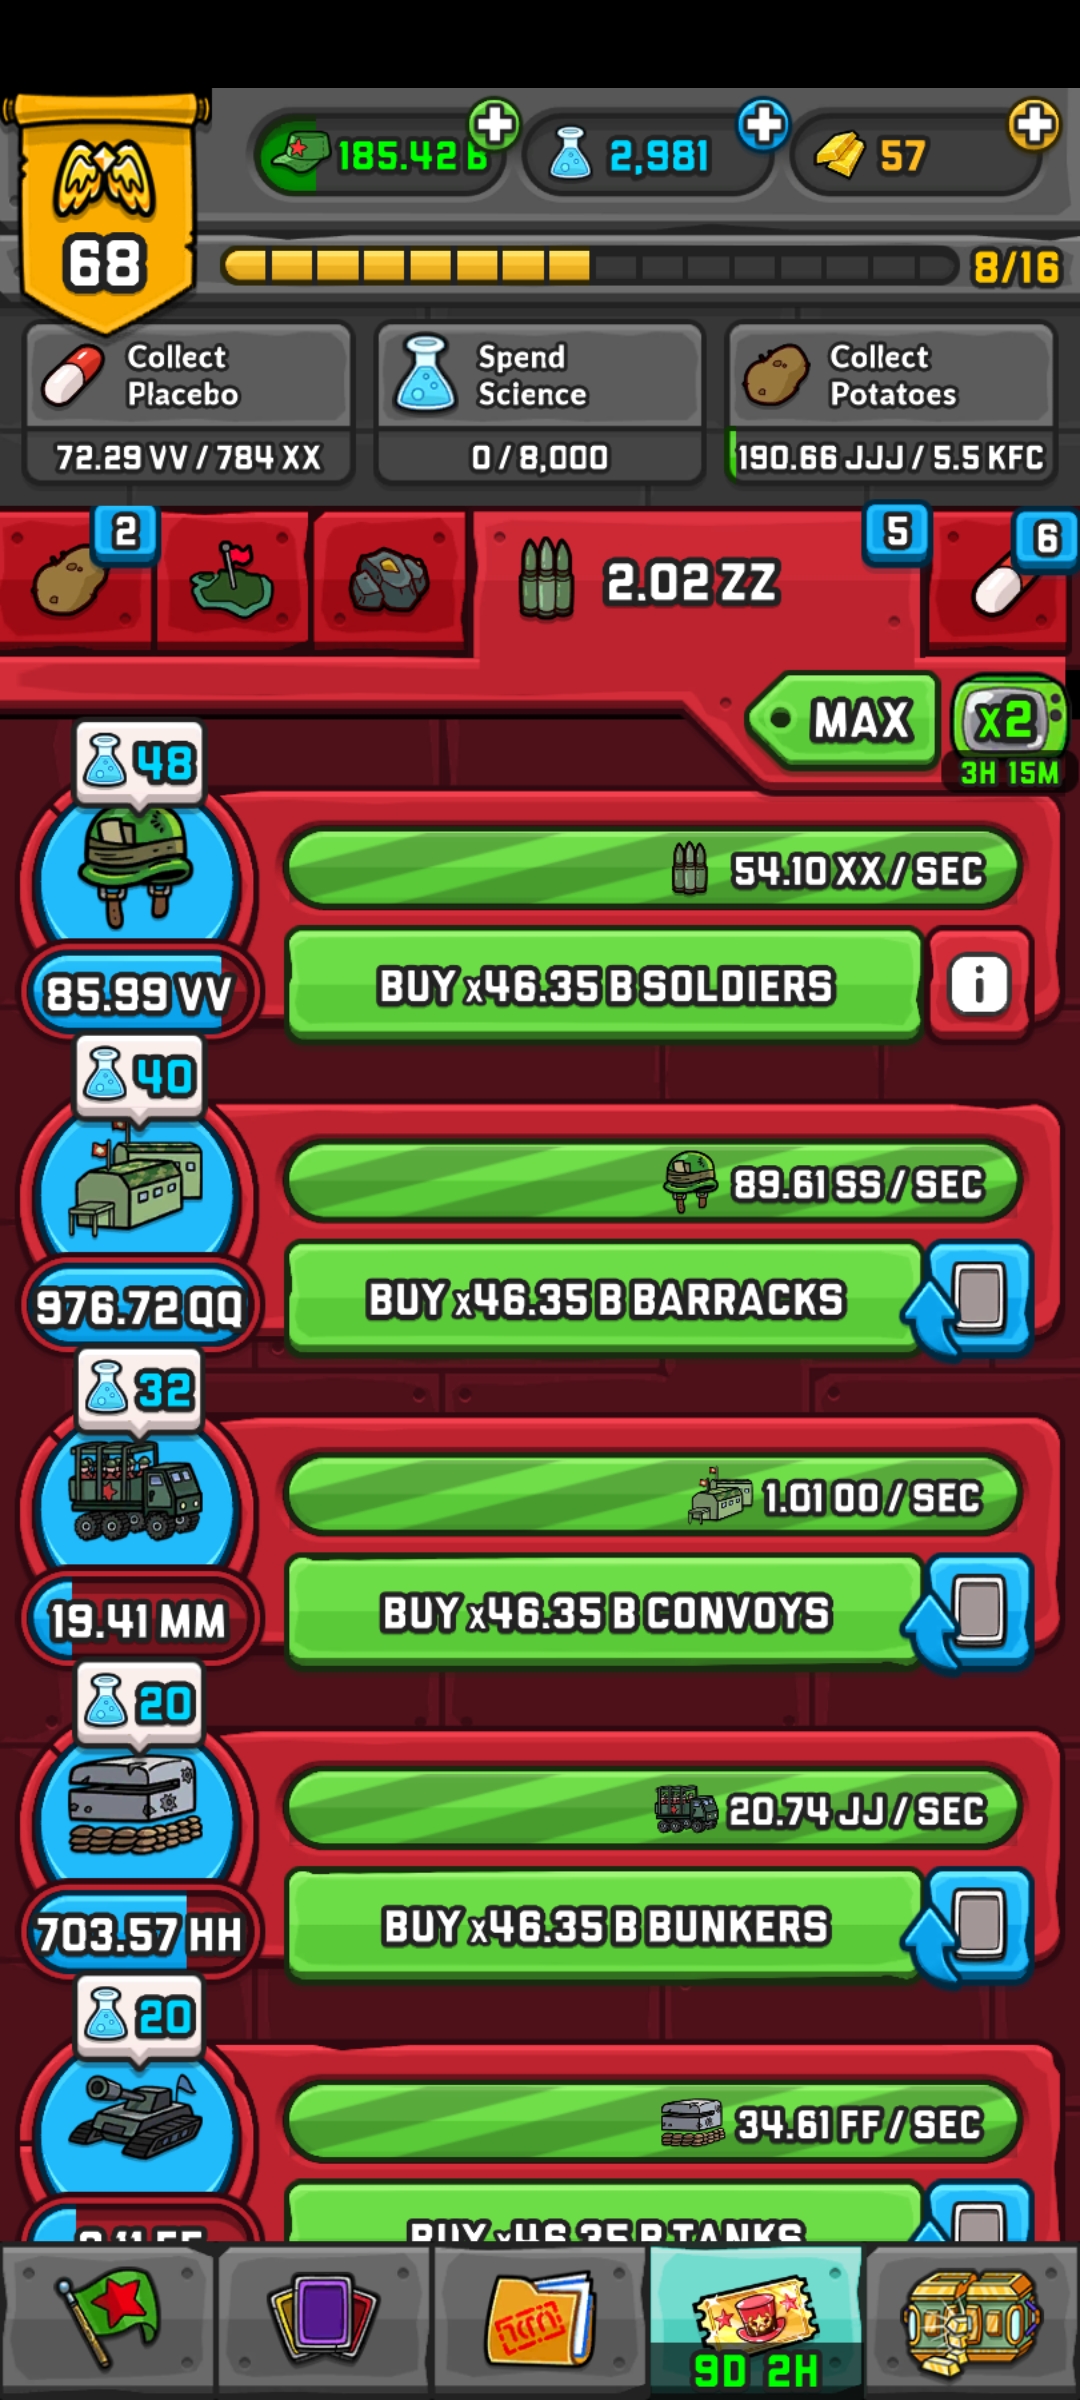 185.42 B
2,981
57
68
8/16
Collect
Placebo
72.29 VV / 784 XX
Spend
Science
0 / 8,000
Collect
Potatoes
190.66 JJJ / 5.5 KFC
2
2.02 ZZ
5
6
MAX
x2
3H 15M
48
54.10 XX / SEC
85.99 VV
BUY x46.35 B SOLDIERS
i
40
89.61 SS / SEC
976.72 QQ
BUY x46.35 B BARRACKS
32
1.01 OO / SEC
19.41 MM
BUY x46.35 B CONVOYS
20
20.74 JJ / SEC
703.57 HH
BUY x46.35 B BUNKERS
20
34.61 FF / SEC
BUY x46.35 B TANKS
9D 2H